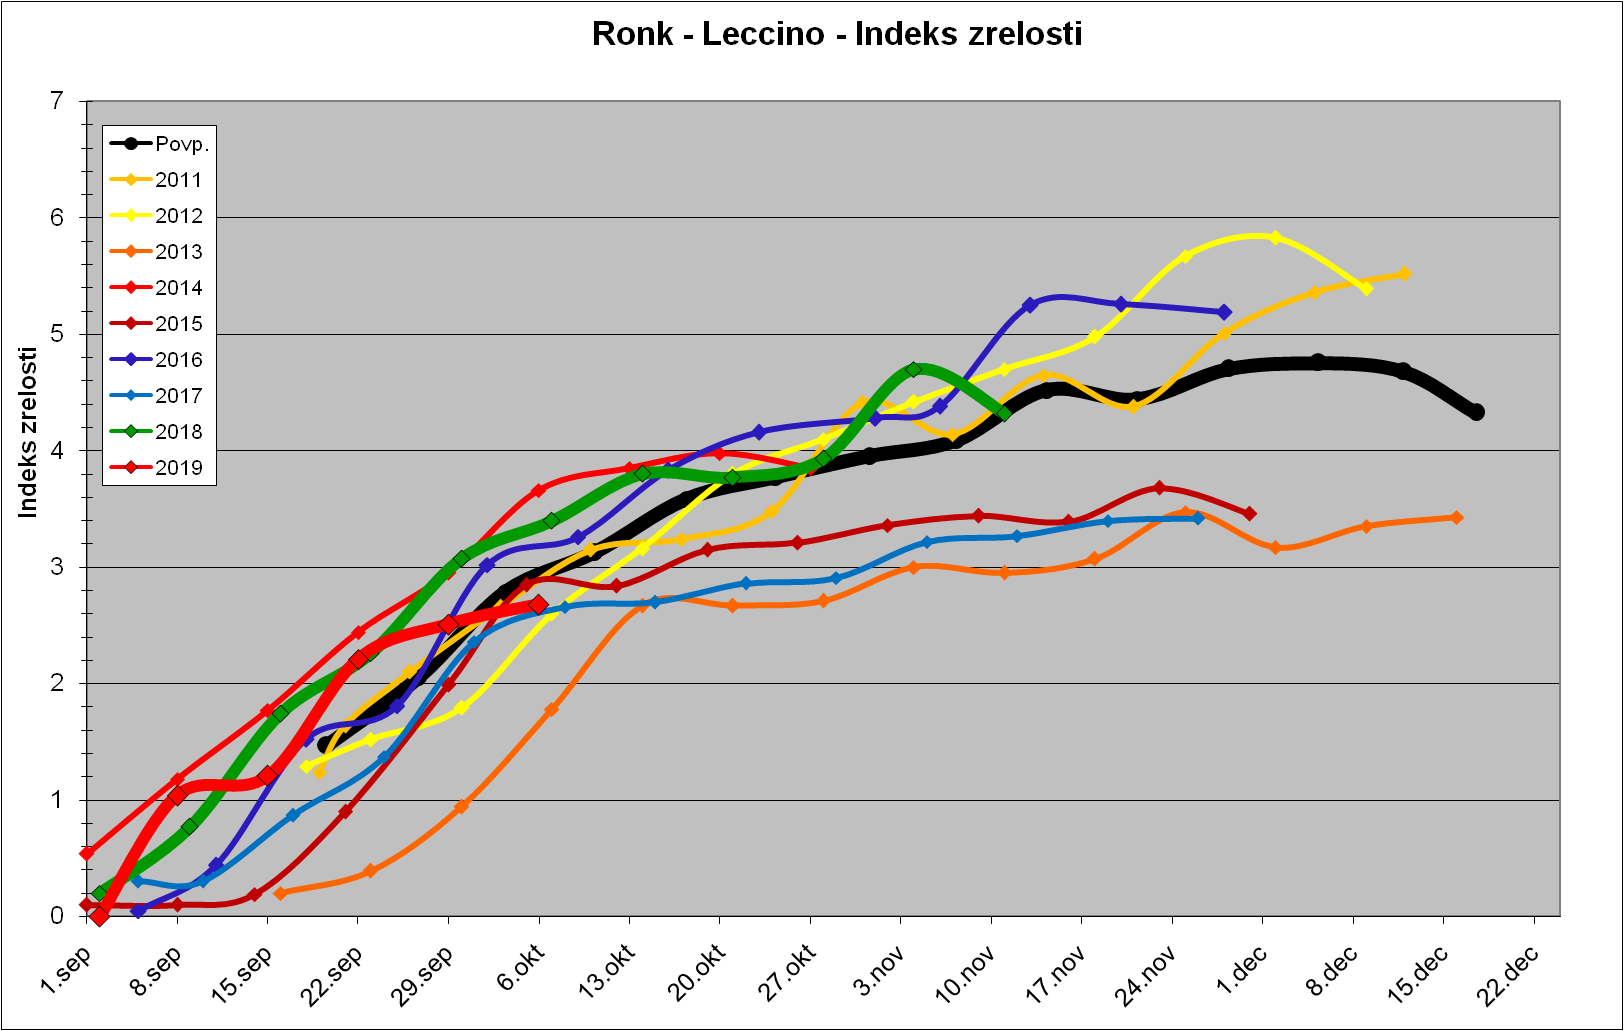 Ronk - Leccino - Indeks zrelosti
Indeks zrelosti
7
6
5
4
3
2
1
0
Povp.
2011
2012
2013
2014
2015
2016
2017
2018
2019
1.sep
8.sep
15.sep
22.sep
29.sep
6.okt
13.okt
20.okt
27.okt
3.nov
10.nov
17.nov
24.nov
1.dec
8.dec
15.dec
22.dec